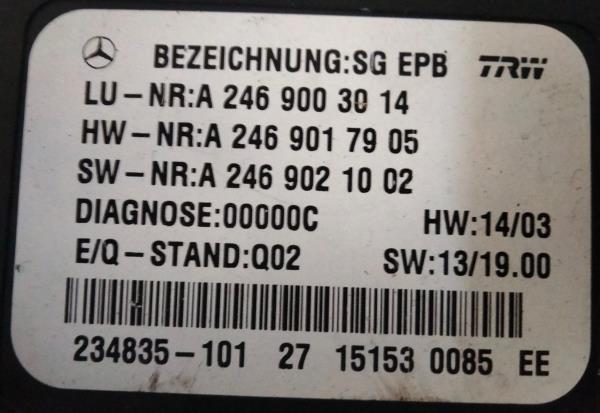 BEZEICHNUNG:SG EPB TRW
LU-NR:A 246 900 30 14
HW-NR:A 246 901 79 05
SW-NR:A 246 902 10 02
DIAGNOSE:00000C HW:14/03
E/Q-STAND:Q02 SW:13/19.00
234835-101 27 15153 0085 EE